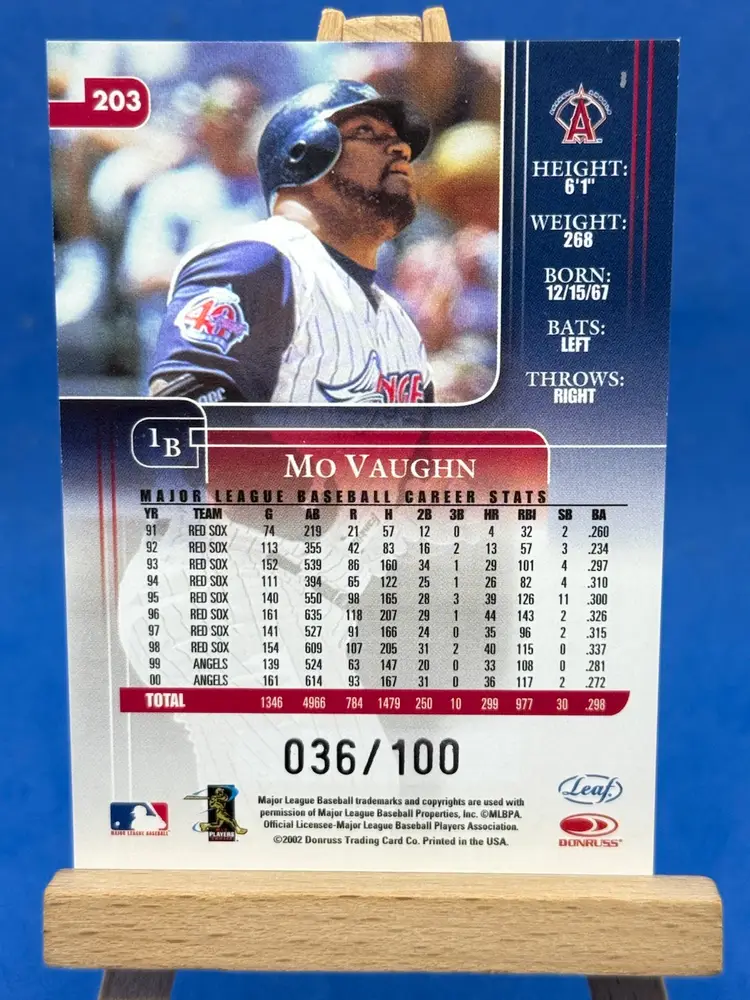 203
A
HEIGHT:
6'1"
WEIGHT:
268
BORN:
12/15/67
BATS:
LEFT
THROWS:
RIGHT
40
NGE
1B
MO VAUGHN
MAJOR LEAGUE BASEBALL CAREER STATS
YR TEAM G AB R H 2B 3B HR RBI SB BA
91 RED SOX 74 219 21 57 12 0 4 32 2 .260
92 RED SOX 113 355 42 83 16 2 13 57 3 .234
93 RED SOX 152 539 86 160 34 1 29 101 4 .297
94 RED SOX 111 394 65 122 25 1 26 82 4 .310
95 RED SOX 140 550 98 165 28 3 39 126 11 .300
96 RED SOX 161 635 118 207 29 1 44 143 2 .326
97 RED SOX 141 527 91 166 24 0 35 96 2 .315
98 RED SOX 154 609 107 205 31 2 40 115 0 .337
99 ANGELS 139 524 63 147 20 0 33 108 0 .281
00 ANGELS 161 614 93 167 31 0 36 117 2 .272
TOTAL 1346 4966 784 1479 250 10 299 977 30 .298
036/100
Major League Baseball trademarks and copyrights are used with
permission of Major League Baseball Properties, Inc. ©MLBPA.
Official Licensee-Major League Baseball Players Association.
©2002 Donruss Trading Card Co. Printed in the USA.
MAJOR LEAGUE BASEBALL
PLAYERS
Leaf
DONRUSS